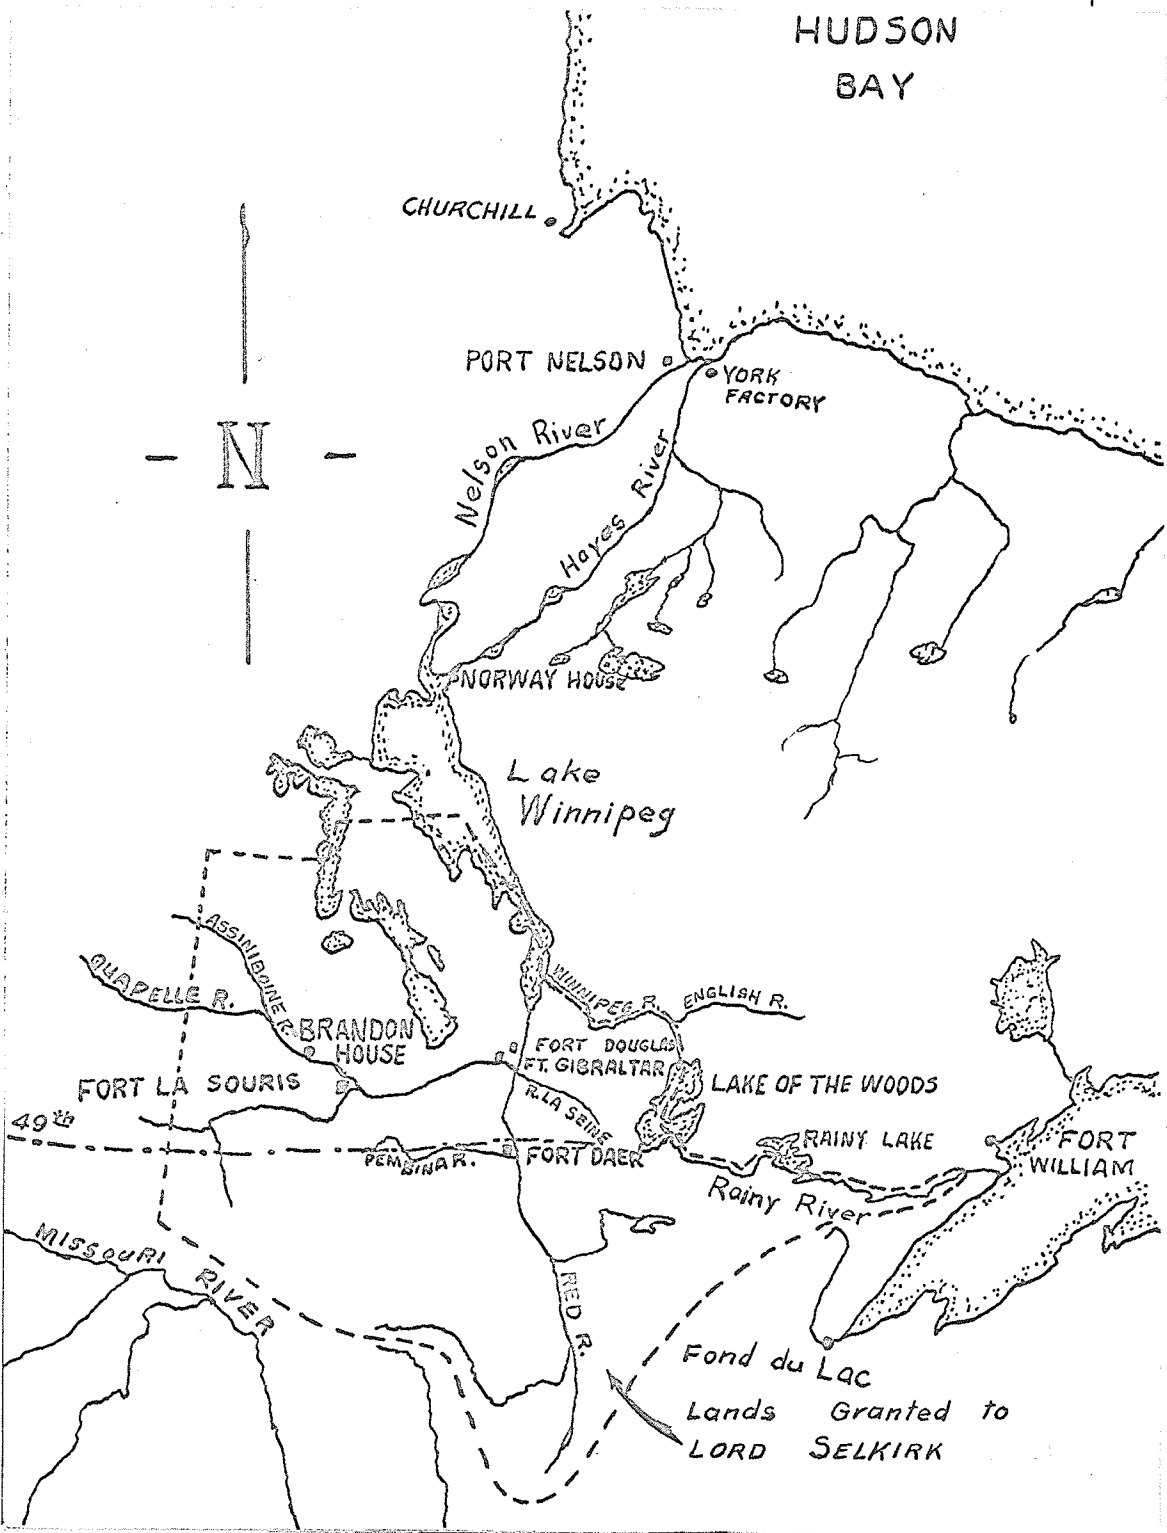 HUDSON
BAY
CHURCHILL
PORT NELSON
YORK
FACTORY
Nelson River
Hayes River
N
NORWAY HOUSE
Lake
Winnipeg
ASSINIBOINE R.
QUAPELLE R.
WINNIPEG R.
ENGLISH R.
BRANDON
HOUSE
FORT DOUGLAS
FT. GIBRALTAR
FORT LA SOURIS
LAKE OF THE WOODS
R. LA SEINE
49th
RAINY LAKE
FORT
WILLIAM
PEMBINA R.
FORT DAER
Rainy River
MISSOURI RIVER
RED R.
Fond du Lac
Lands Granted to
LORD SELKIRK